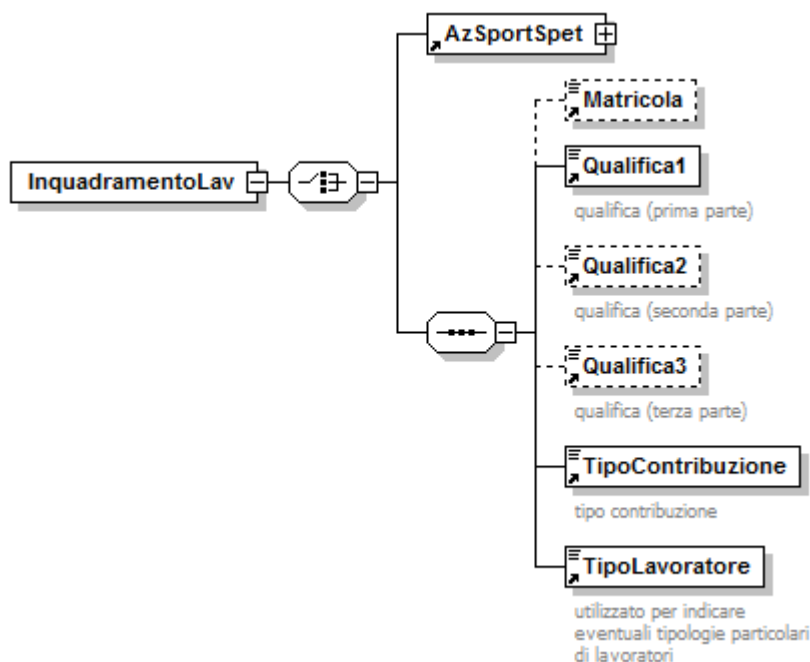 AzSportSpet
Matricola
InquadramentoLav
Qualifica1
qualifica (prima parte)
Qualifica2
qualifica (seconda parte)
Qualifica3
qualifica (terza parte)
TipoContribuzione
tipo contribuzione
TipoLavoratore
utilizzato per indicare
eventuali tipologie particolari
di lavoratori